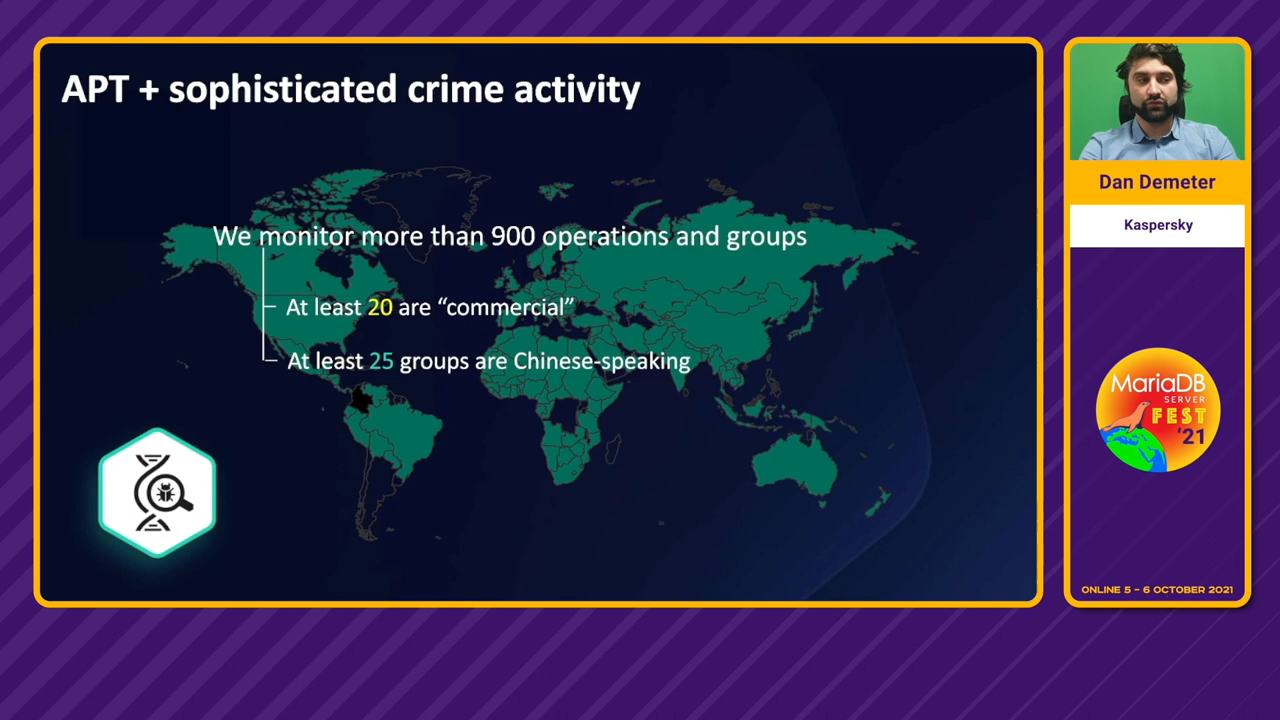 APT + sophisticated crime activity
We monitor more than 900 operations and groups
At least 20 are “commercial”
At least 25 groups are Chinese-speaking
Dan Demeter
Kaspersky
MariaDB
SERVER
FEST
'21
ONLINE 5 - 6 OCTOBER 2021